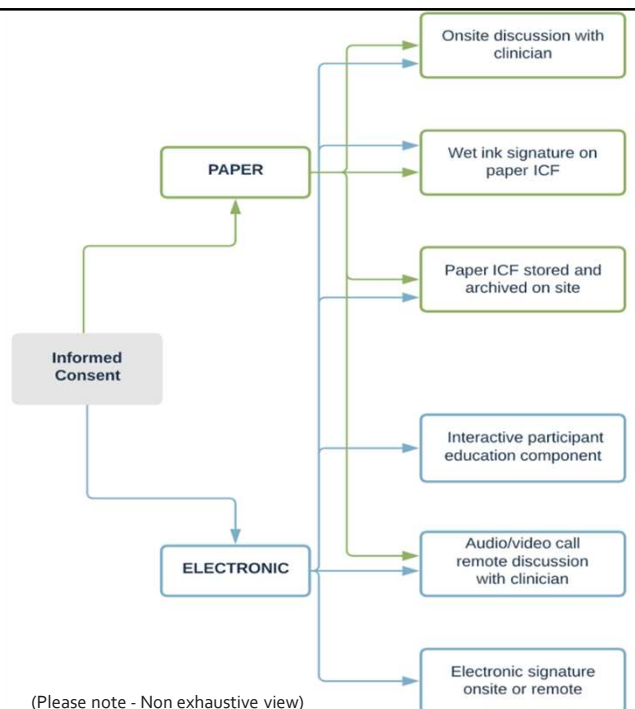 Onsite discussion with
clinician
Wet ink signature on
paper ICF
PAPER
Paper ICF stored and
archived on site
Informed
Consent
Interactive participant
education component
Audio/video call
remote discussion
with clinician
ELECTRONIC
Electronic signature
onsite or remote
(Please note - Non exhaustive view)